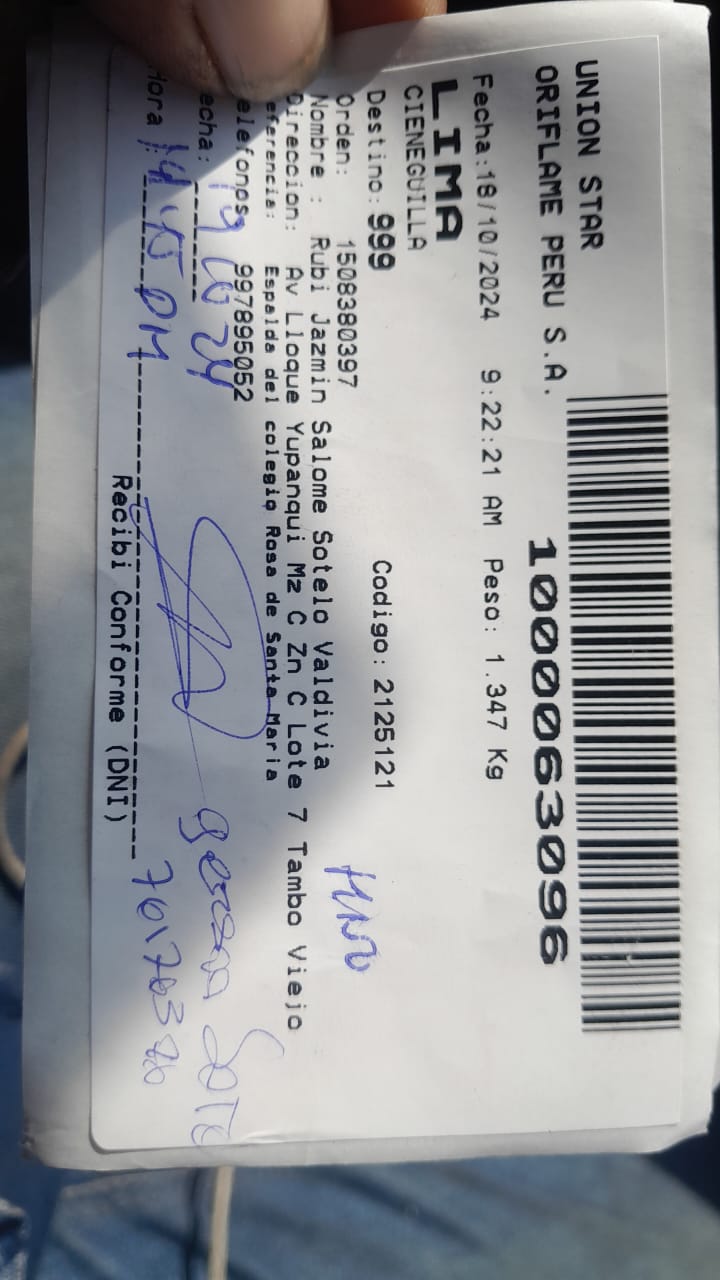 UNION STAR
ORIFLAME PERU S.A.
1000063096
Fecha:18/10/2024 9:22:21 AM Peso: 1.347 Kg
LIMA
CIENEGUILLA
Destino: 999 Codigo: 2125121
Orden: 1508380397
Nombre : Rubi Jazmin Salome Sotelo Valdivia
Direccion: Av Lloque Yupanqui Mz C Zn C Lote 7 Tambo Viejo
eferencia: Espalda del colegio Rosa de Santa Maria
elefonos 997895052
echa: 19 10 24
Hora : 14:45 PM
Recibi Conforme (DNI)